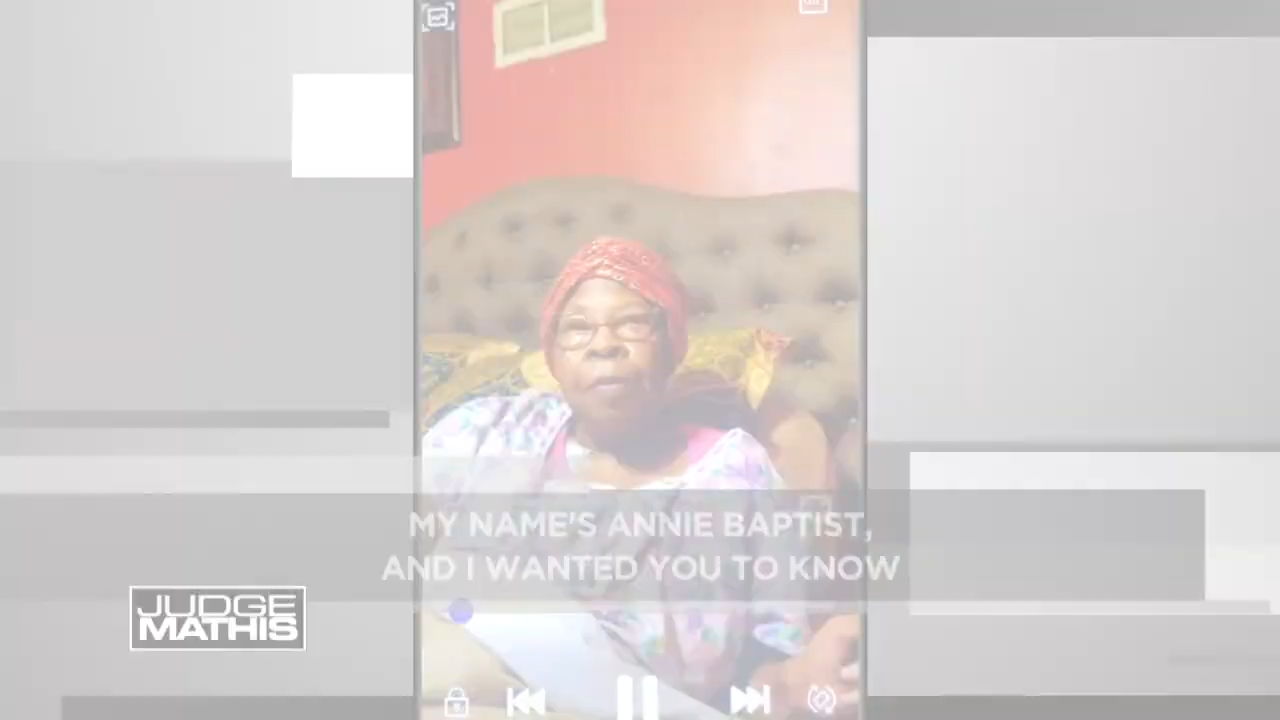 MY NAME'S ANNIE BAPTIST,
AND I WANTED YOU TO KNOW
JUDGE
MATHIS